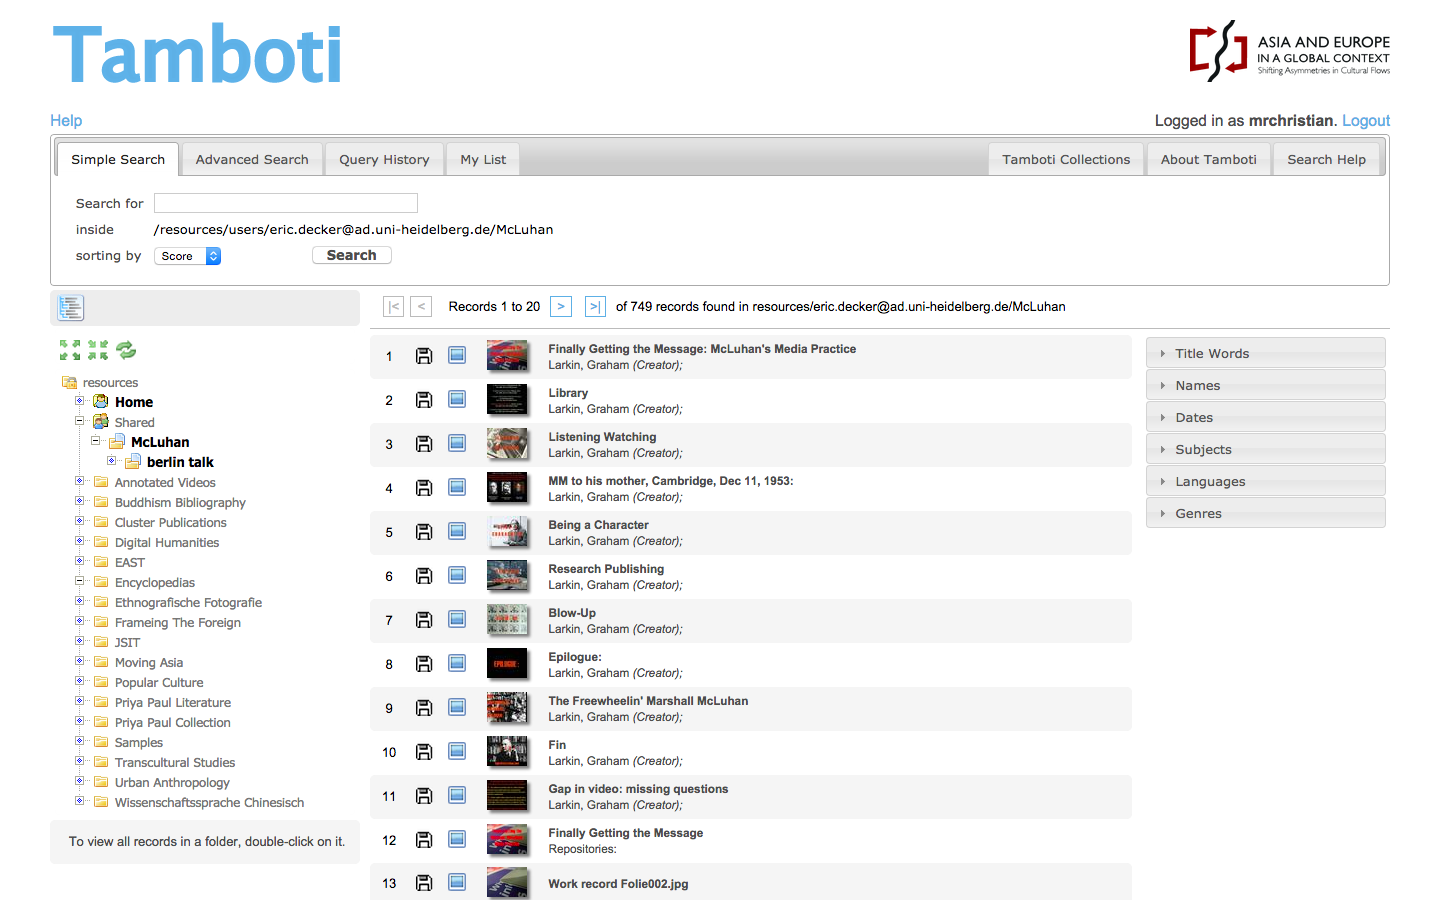 Tamboti
ASIA AND EUROPE
IN A GLOBAL CONTEXT
Shifting Asymmetries in Cultural Flows
Help
Logged in as mrchristian. Logout
Simple Search
Advanced Search
Query History
My List
Tamboti Collections
About Tamboti
Search Help
Search for
inside /resources/users/eric.decker@ad.uni-heidelberg.de/McLuhan
sorting by Score Search
|< < Records 1 to 20 > >| of 749 records found in resources/eric.decker@ad.uni-heidelberg.de/McLuhan
resources
Home
Shared
McLuhan
berlin talk
Annotated Videos
Buddhism Bibliography
Cluster Publications
Digital Humanities
EAST
Encyclopedias
Ethnografische Fotografie
Frameing The Foreign
JSIT
Moving Asia
Popular Culture
Priya Paul Literature
Priya Paul Collection
Samples
Transcultural Studies
Urban Anthropology
Wissenschaftssprache Chinesisch
To view all records in a folder, double-click on it.
1 Finally Getting the Message: McLuhan's Media Practice
Larkin, Graham (Creator);
2 Library
Larkin, Graham (Creator);
3 Listening Watching
Larkin, Graham (Creator);
4 MM to his mother, Cambridge, Dec 11, 1953:
Larkin, Graham (Creator);
5 Being a Character
Larkin, Graham (Creator);
6 Research Publishing
Larkin, Graham (Creator);
7 Blow-Up
Larkin, Graham (Creator);
8 EPILOGUE: Epilogue:
Larkin, Graham (Creator);
9 The Freewheelin' Marshall McLuhan
Larkin, Graham (Creator);
10 Fin
Larkin, Graham (Creator);
11 Gap in video: missing questions
Larkin, Graham (Creator);
12 Finally Getting the Message
Repositories:
13 Work record Folie002.jpg
Title Words
Names
Dates
Subjects
Languages
Genres